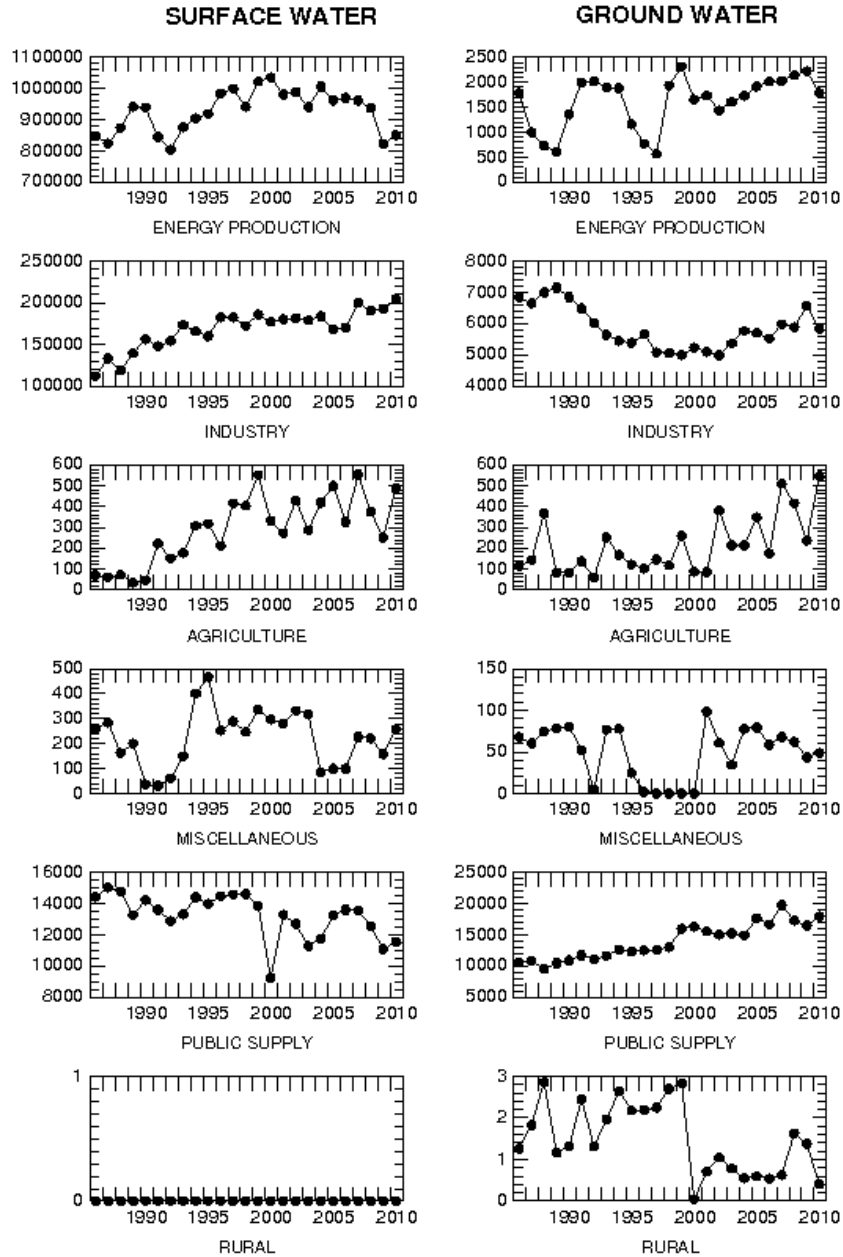 SURFACE WATER
GROUND WATER
1100000
1000000
900000
800000
700000
1990 1995 2000 2005 2010
ENERGY PRODUCTION
2500
2000
1500
1000
500
0
1990 1995 2000 2005 2010
ENERGY PRODUCTION
250000
200000
150000
100000
1990 1995 2000 2005 2010
INDUSTRY
8000
7000
6000
5000
4000
1990 1995 2000 2005 2010
INDUSTRY
600
500
400
300
200
100
0
1990 1995 2000 2005 2010
AGRICULTURE
600
500
400
300
200
100
0
1990 1995 2000 2005 2010
AGRICULTURE
500
400
300
200
100
0
1990 1995 2000 2005 2010
MISCELLANEOUS
150
100
50
0
1990 1995 2000 2005 2010
MISCELLANEOUS
16000
14000
12000
10000
8000
1990 1995 2000 2005 2010
PUBLIC SUPPLY
25000
20000
15000
10000
5000
1990 1995 2000 2005 2010
PUBLIC SUPPLY
1
0
1990 1995 2000 2005 2010
RURAL
3
2
1
0
1990 1995 2000 2005 2010
RURAL